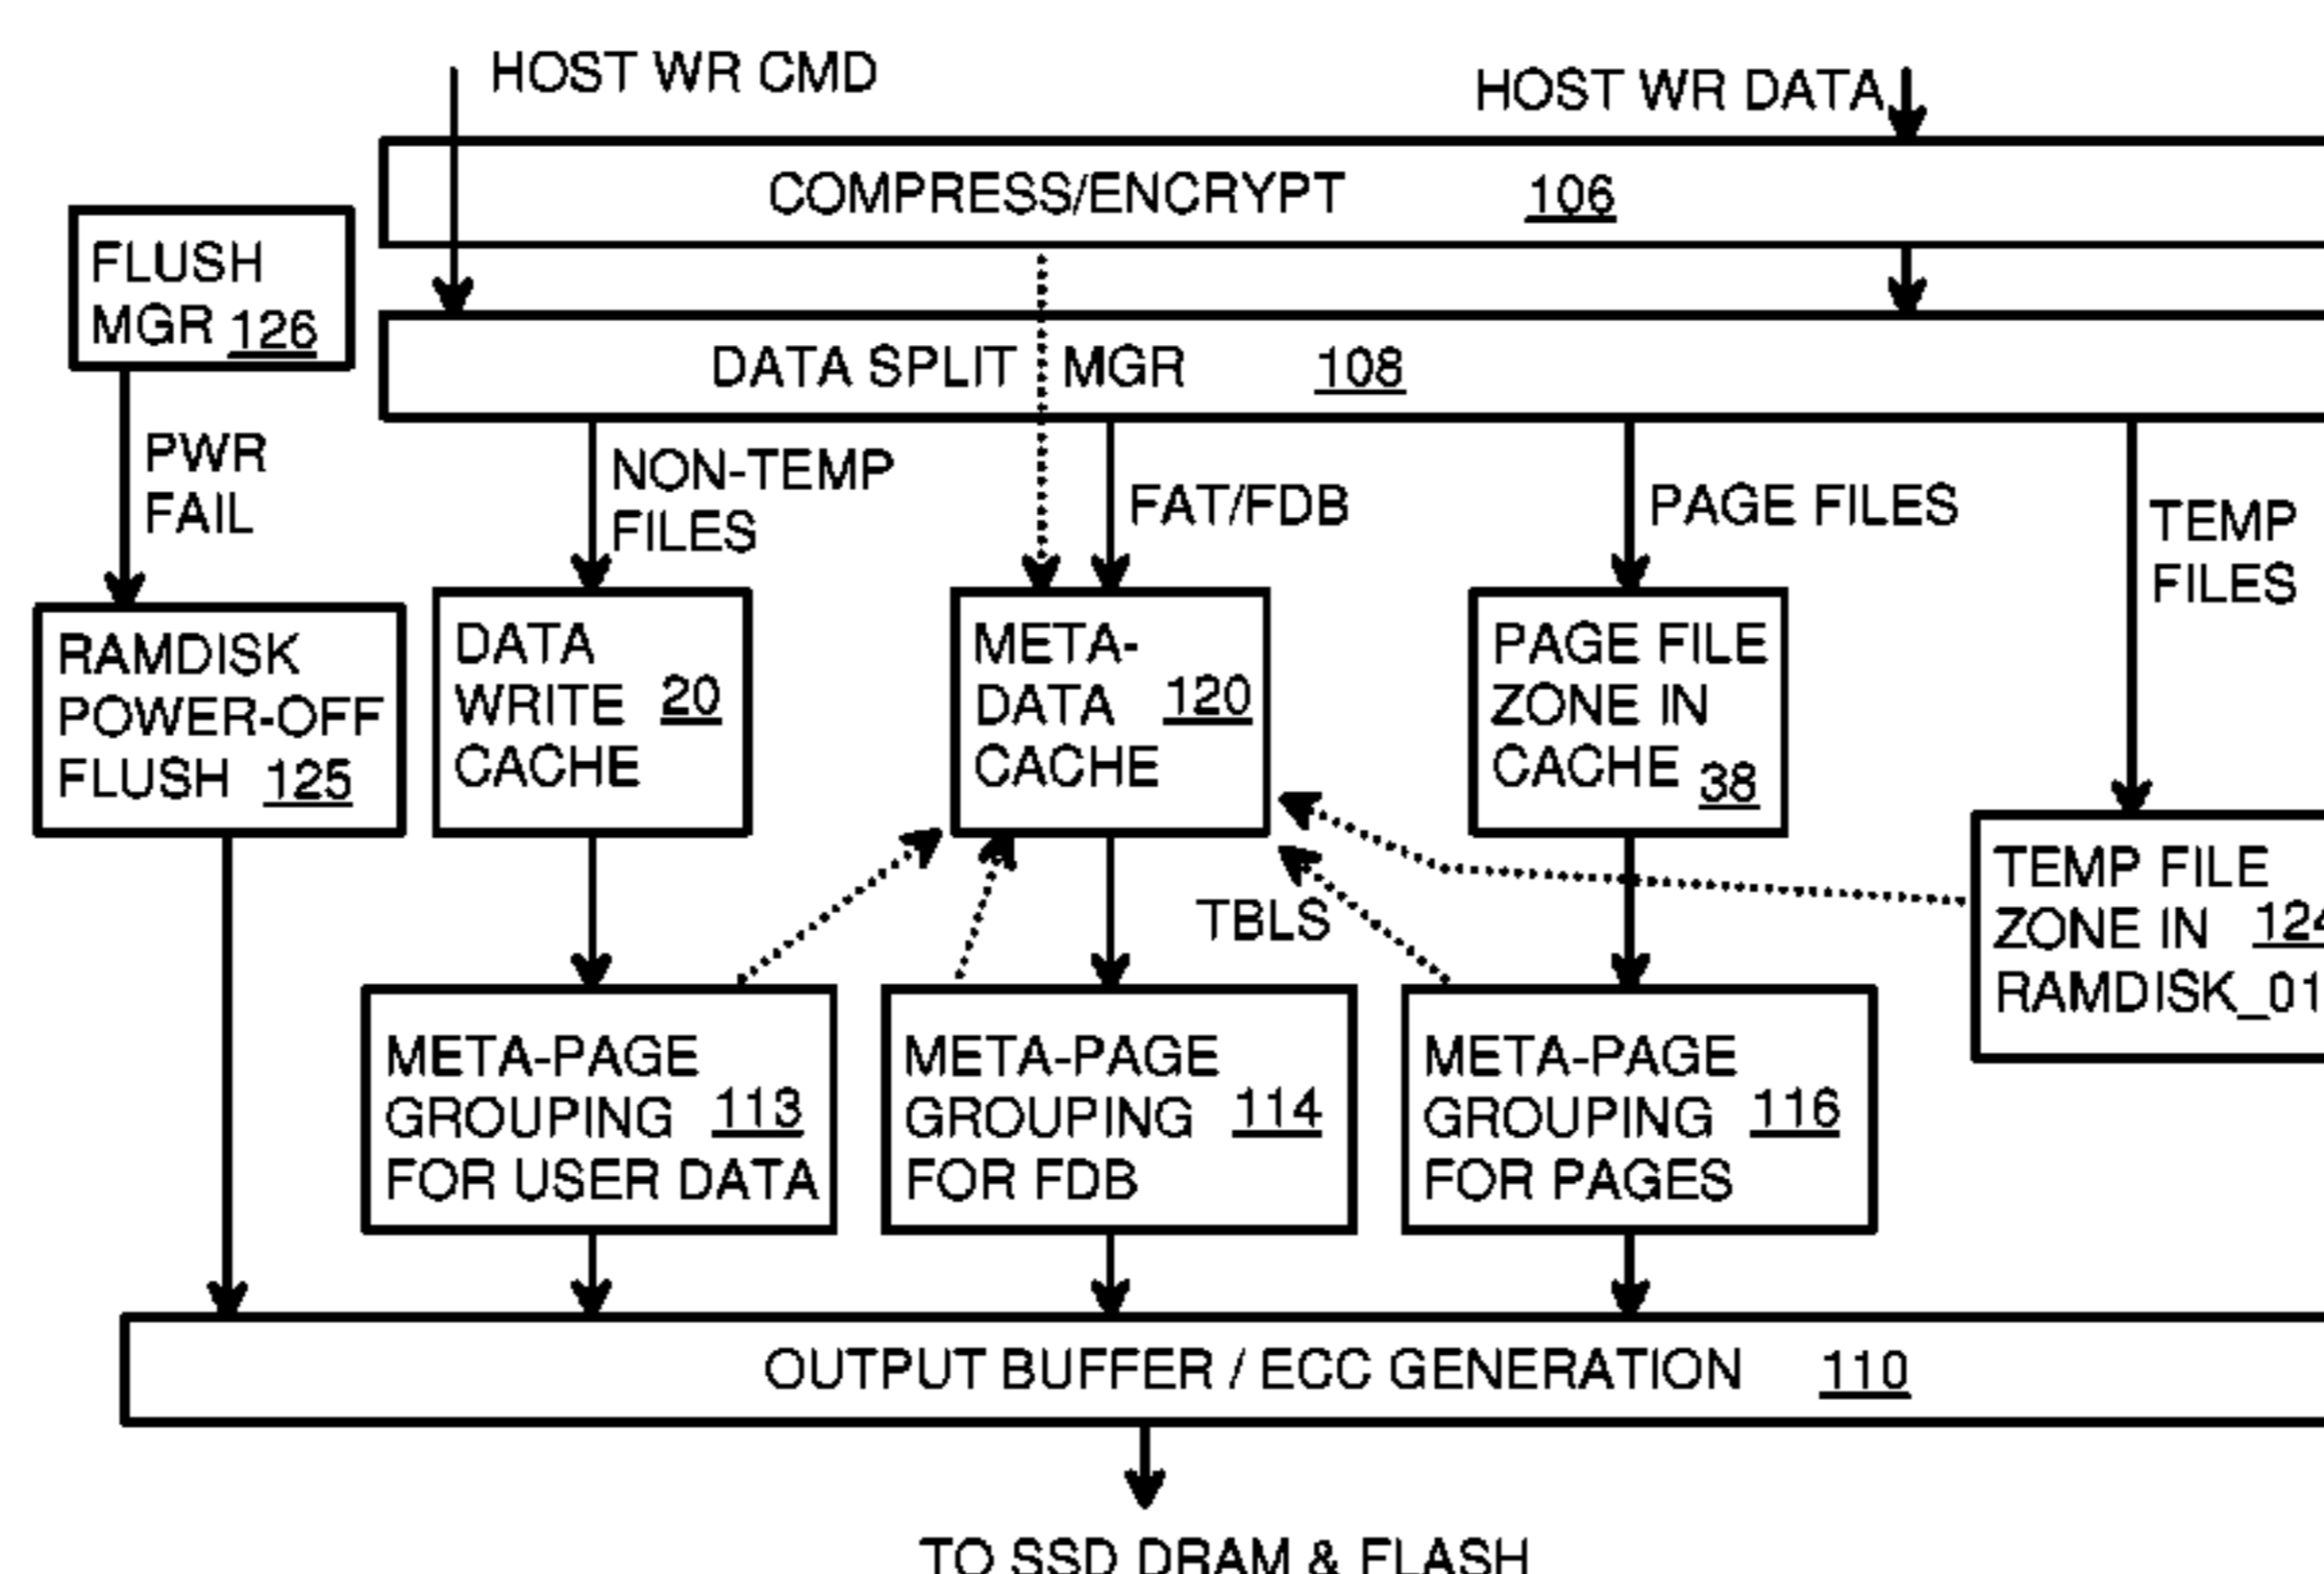 HOST WR CMD
HOST WR DATA
COMPRESS/ENCRYPT 106
FLUSH
MGR 126
DATA SPLIT MGR 108
PWR
FAIL
NON-TEMP
FILES
FAT/FDB
PAGE FILES
TEMP
FILES
RAMDISK
POWER-OFF
FLUSH 125
DATA
WRITE 20
CACHE
META-
DATA 120
CACHE
PAGE FILE
ZONE IN
CACHE 38
TEMP FILE
ZONE IN 124
RAMDISK_01
TBLS
META-PAGE
GROUPING 113
FOR USER DATA
META-PAGE
GROUPING 114
FOR FDB
META-PAGE
GROUPING 116
FOR PAGES
OUTPUT BUFFER / ECC GENERATION 110
TO SSD DRAM & FLASH